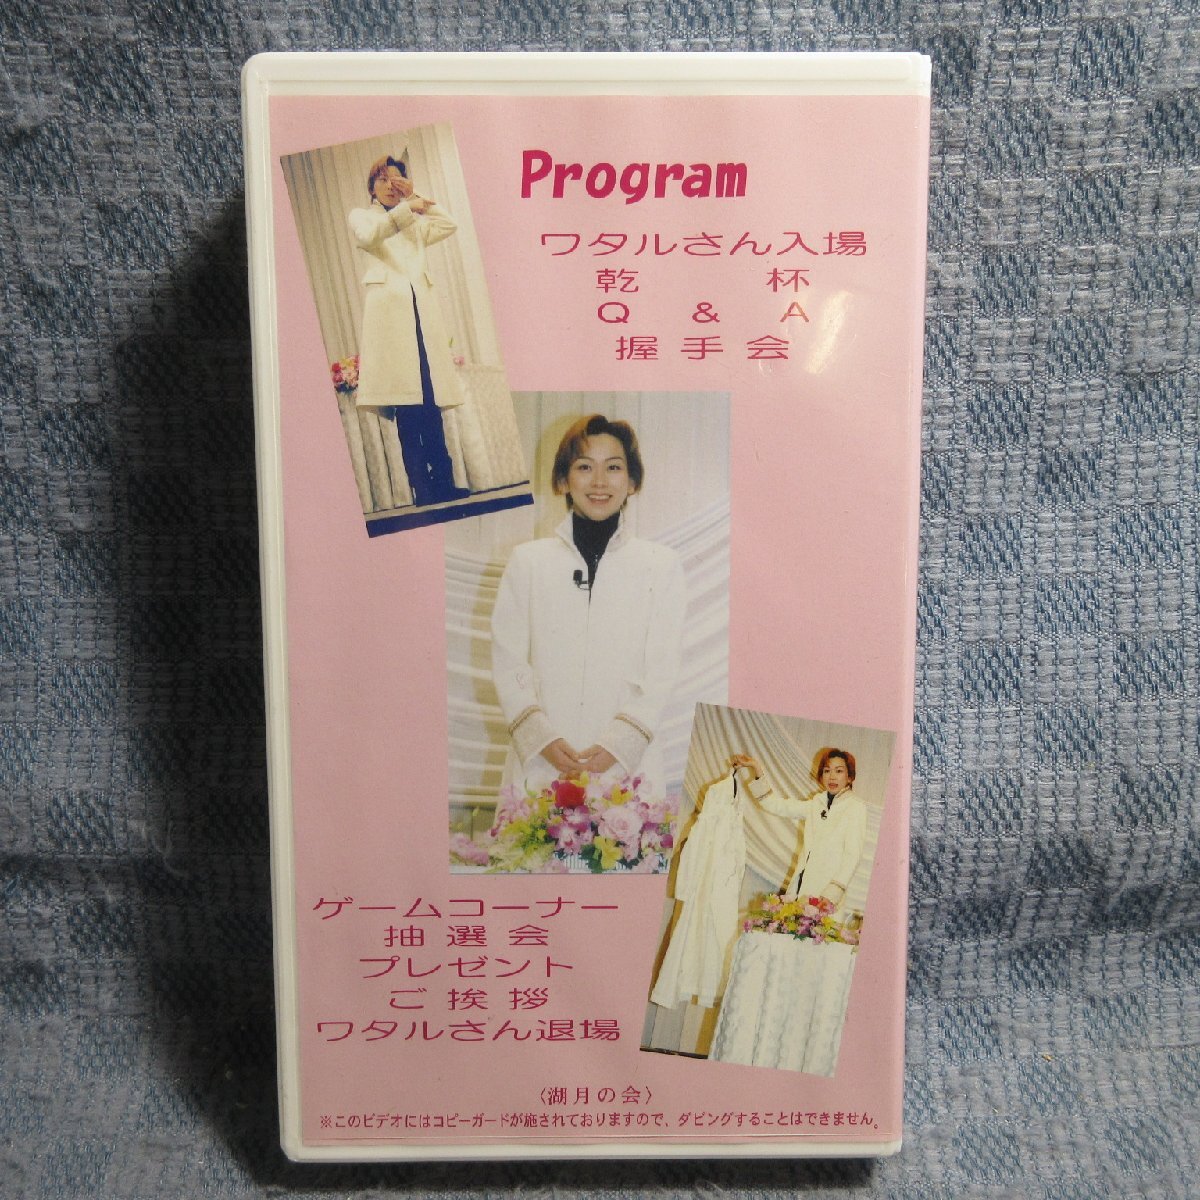 Program
ワタルさん入場
乾 杯
Q & A
握手会
ゲームコーナー
抽選会
プレゼント
ご挨拶
ワタルさん退場
〈湖月の会〉
※このビデオにはコピーガードが施されておりますので、ダビングすることはできません。